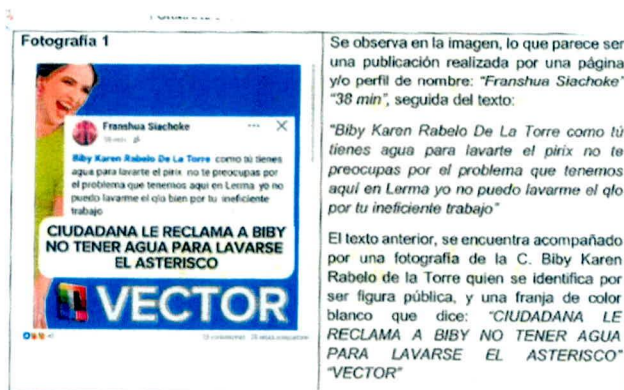 Fotografía 1
Franshua Siachoke
38 min
Biby Karen Rabelo De La Torre como tú tienes
agua para lavarte el pirix no te preocupas por
el problema que tenemos aqui en Lerma yo no
puedo lavarme el qlo bien por tu ineficiente
trabajo
CIUDADANA LE RECLAMA A BIBY
NO TENER AGUA PARA LAVARSE
EL ASTERISCO
VECTOR
Se observa en la imagen, lo que parece ser
una publicación realizada por una página
y/o perfil de nombre: "Franshua Siachoke"
"38 min", seguida del texto:
"Biby Karen Rabelo De La Torre como tú
tienes agua para lavarte el pirix no te
preocupas por el problema que tenemos
aquí en Lerma yo no puedo lavarme el qlo
por tu ineficiente trabajo"
El texto anterior, se encuentra acompañado
por una fotografía de la C. Biby Karen
Rabelo de la Torre quien se identifica por
ser figura pública, y una franja de color
blanco que dice: "CIUDADANA LE
RECLAMA A BIBY NO TENER AGUA
PARA LAVARSE EL ASTERISCO"
"VECTOR"